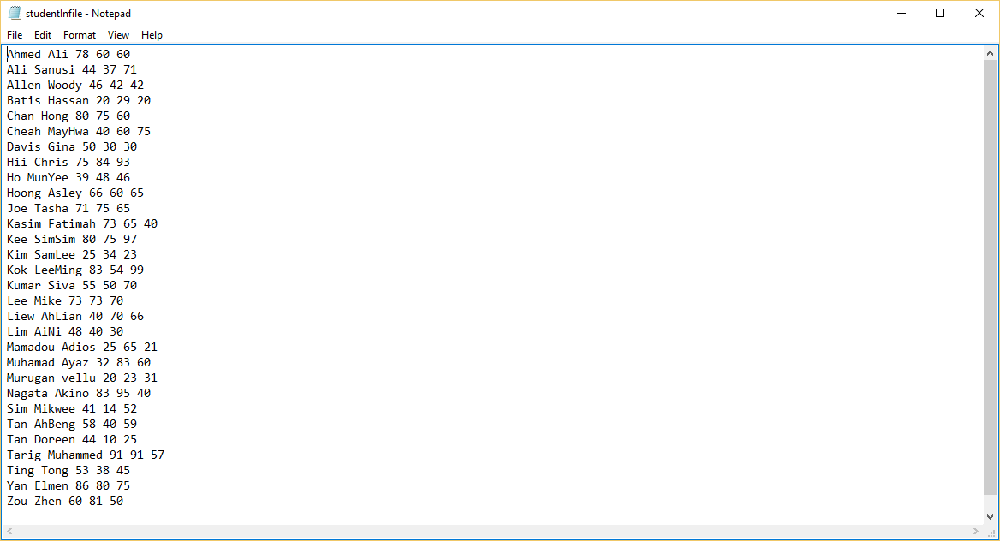 studentInfile - Notepad
File Edit Format View Help
Ahmed Ali 78 60 60
Ali Sanusi 44 37 71
Allen Woody 46 42 42
Batis Hassan 20 29 20
Chan Hong 80 75 60
Cheah MayHwa 40 60 75
Davis Gina 50 30 30
Hii Chris 75 84 93
Ho MunYee 39 48 46
Hoong Asley 66 60 65
Joe Tasha 71 75 65
Kasim Fatimah 73 65 40
Kee SimSim 80 75 97
Kim SamLee 25 34 23
Kok LeeMing 83 54 99
Kumar Siva 55 50 70
Lee Mike 73 73 70
Liew AhLian 40 70 66
Lim AiNi 48 40 30
Mamadou Adios 25 65 21
Muhamad Ayaz 32 83 60
Murugan vellu 20 23 31
Nagata Akino 83 95 40
Sim Mikwee 41 14 52
Tan AhBeng 58 40 59
Tan Doreen 44 10 25
Tarig Muhammed 91 91 57
Ting Tong 53 38 45
Yan Elmen 86 80 75
Zou Zhen 60 81 50